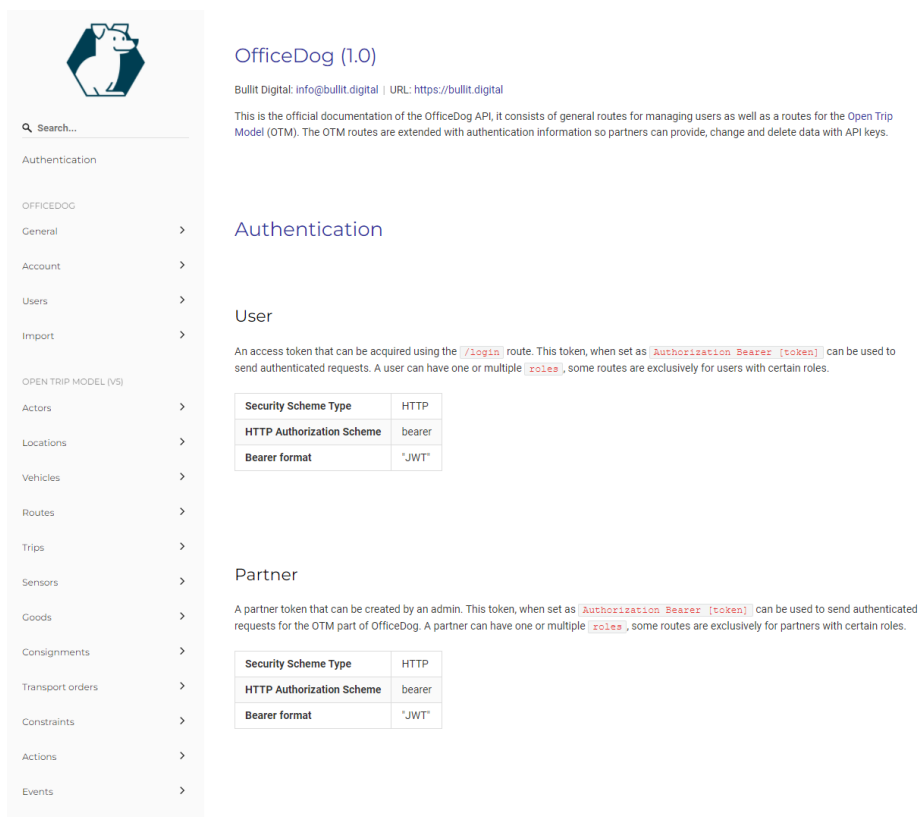 Search...
Authentication
OFFICEDOG
General
Account
Users
Import
OPEN TRIP MODEL (V5)
Actors
Locations
Vehicles
Routes
Trips
Sensors
Goods
Consignments
Transport orders
Constraints
Actions
Events
OfficeDog (1.0)
Bullit Digital: info@bullit.digital | URL: https://bullit.digital
This is the official documentation of the OfficeDog API, it consists of general routes for managing users as well as a routes for the Open Trip
Model (OTM). The OTM routes are extended with authentication information so partners can provide, change and delete data with API keys.
Authentication
User
An access token that can be acquired using the /login route. This token, when set as Authorization Bearer [token] can be used to
send authenticated requests. A user can have one or multiple roles, some routes are exclusively for users with certain roles.
Security Scheme Type HTTP
HTTP Authorization Scheme bearer
Bearer format "JWT"
Partner
A partner token that can be created by an admin. This token, when set as Authorization Bearer [token] can be used to send authenticated
requests for the OTM part of OfficeDog. A partner can have one or multiple roles, some routes are exclusively for partners with certain roles.
Security Scheme Type HTTP
HTTP Authorization Scheme bearer
Bearer format "JWT"